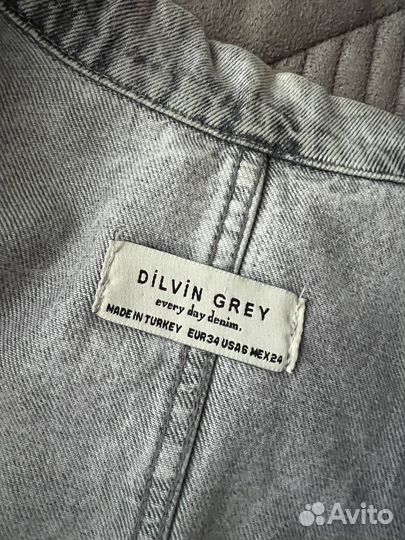 DİLVİN GREY
every day denim.
MADE IN TURKEY EUR34 USA6 MEX24
Avito